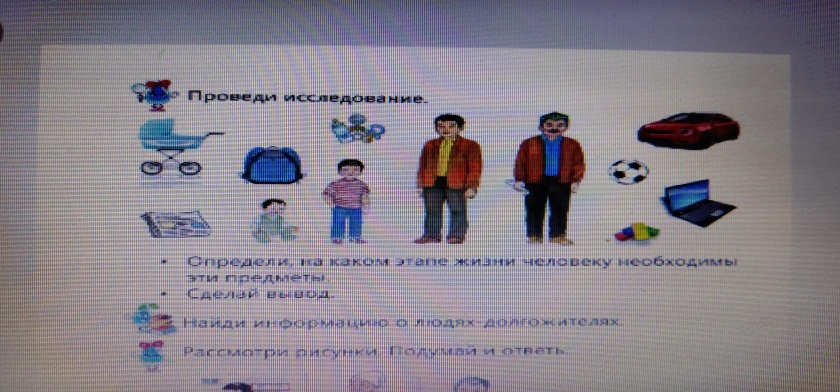 Проведи исследование.
• Определи, на каком этапе жизни человеку необходимы
эти предметы.
• Сделай вывод.
Найди информацию о людях-долгожителях.
Рассмотри рисунки. Подумай и ответь.